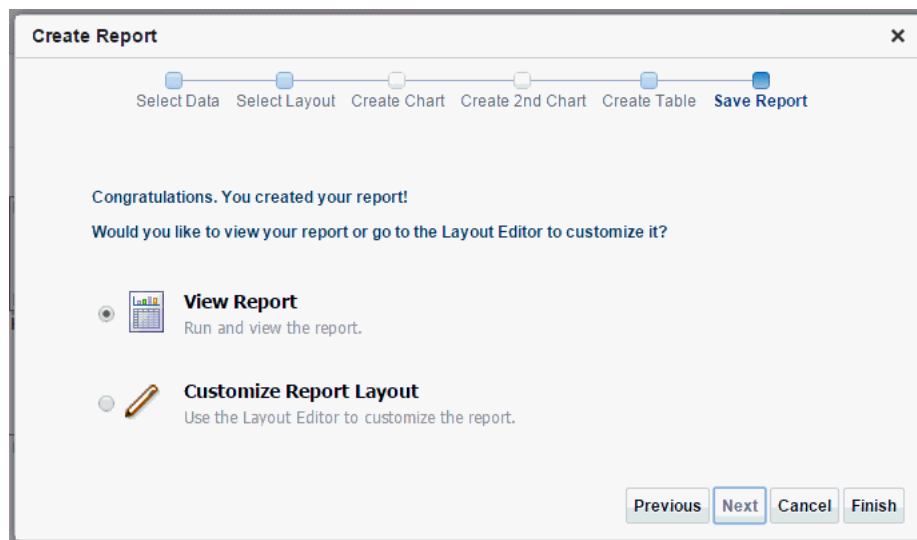 Create Report
Select Data Select Layout Create Chart Create 2nd Chart Create Table Save Report
Congratulations. You created your report!
Would you like to view your report or go to the Layout Editor to customize it?
View Report
Run and view the report.
Customize Report Layout
Use the Layout Editor to customize the report.
Previous Next Cancel Finish